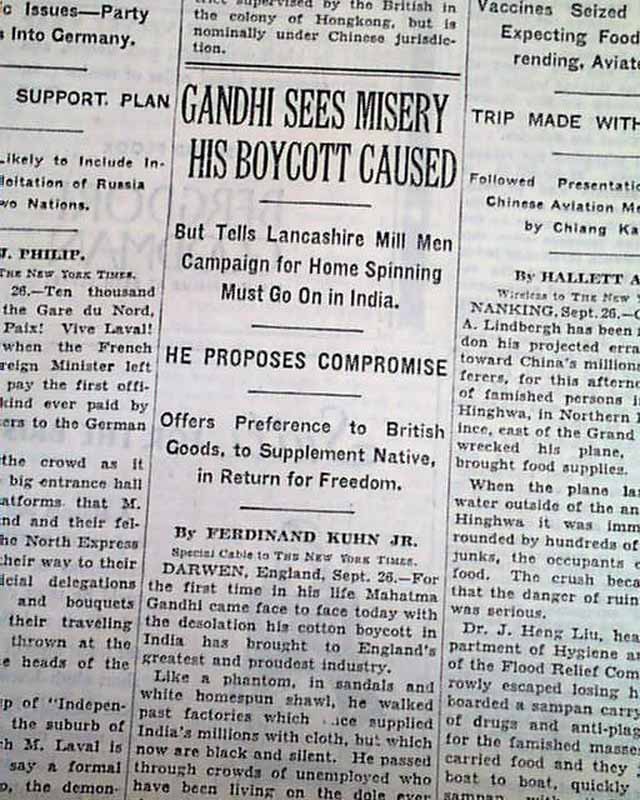 c Issues—Party
s Into Germany.
SUPPORT PLAN
Likely to Include In-
loitation of Russia
wo Nations.
J. PHILIP.
THE NEW YORK TIMES.
26.—Ten thousand
the Gare du Nord,
Paix! Vive Laval!
when the French
reign Minister left
pay the first offi-
kind ever paid by
ers to the German
the crowd as it
big entrance hall
atforms that M.
nd and their fel-
he North Express
their way to their
icial delegations
and bouquets
their traveling
thrown at the
e heads of the
p of "Indepen-
the suburb of
h M. Laval is
say a formal
o, the demon-
trict supervised by the British in
the colony of Hongkong, but is
nominally under Chinese jurisdic-
tion.
GANDHI SEES MISERY
HIS BOYCOTT CAUSED
But Tells Lancashire Mill Men
Campaign for Home Spinning
Must Go On in India.
HE PROPOSES COMPROMISE
Offers Preference to British
Goods, to Supplement Native,
in Return for Freedom.
By FERDINAND KUHN JR.
Special Cable to THE NEW YORK TIMES.
DARWEN, England, Sept. 26.—For
the first time in his life Mahatma
Gandhi came face to face today with
the desolation his cotton boycott in
India has brought to England's
greatest and proudest industry.
Like a phantom, in sandals and
white homespun shawl, he walked
past factories which ce supplied
India's millions with cloth, but which
now are black and silent. He passed
through crowds of unemployed who
have been living on the dole ever
Vaccines Seized
Expecting Food
rending, Aviat
TRIP MADE WITH
Followed Presentati
Chinese Aviation Me
by Chiang Ka
By HALLETT A
Wireless to THE NEW
NANKING, Sept. 26.—C
A. Lindbergh has been
don his projected erra
toward China's millions
ferers, for this afterno
of famished persons i
Hinghwa, in Northern
ince, east of the Grand
wrecked his plane,
brought food supplies.
When the plane la
water outside of the an
Hinghwa it was imm
rounded by hundreds of
junks, the occupants
food. The crush beca
that the danger of ruin
was serious.
Dr. J. Heng Liu, hea
partment of Hygiene a
of the Flood Relief Com
rowly escaped losing h
boarded a sampan carry
of drugs and anti-plag
for the famished masse
carried food and they
boat to boat, quickly
sampan